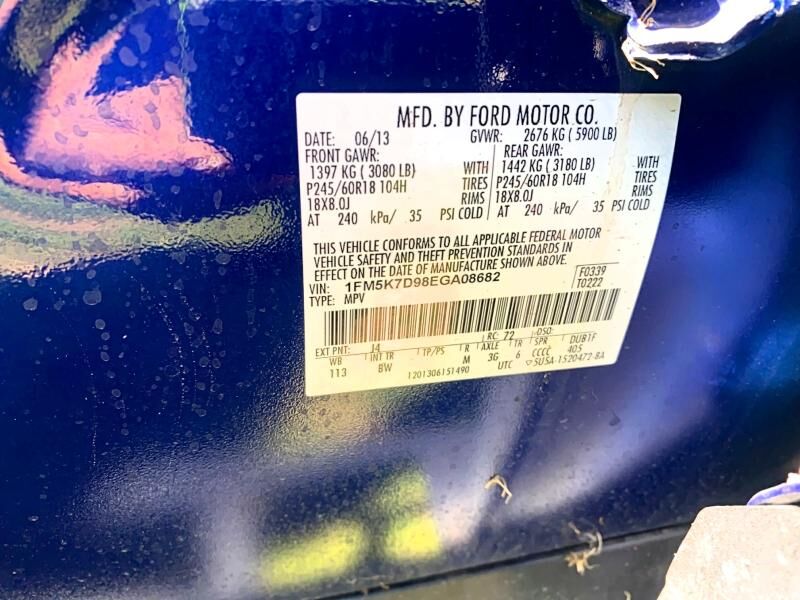 MFD. BY FORD MOTOR CO.
DATE: 06/13 GVWR: 2676 KG ( 5900 LB)
FRONT GAWR: REAR GAWR:
1397 KG ( 3080 LB) WITH 1442 KG ( 3180 LB) WITH
P245/60R18 104H TIRES P245/60R18 104H TIRES
18X8.0J RIMS 18X8.0J RIMS
AT 240 kPa/ 35 PSI COLD AT 240 kPa/ 35 PSI COLD
THIS VEHICLE CONFORMS TO ALL APPLICABLE FEDERAL MOTOR
VEHICLE SAFETY AND THEFT PREVENTION STANDARDS IN
EFFECT ON THE DATE OF MANUFACTURE SHOWN ABOVE.
VIN: 1FM5K7D98EGA08682 F0339
TYPE: MPV T0222
EXT PNT: J4 RC: 72 DSO:
WB INT TR TP/PS R AXLE TR SPR DUBTF
113 BW M 3G 6 CCCC 405
1201306151490 UTC 5USA-1520472-BA